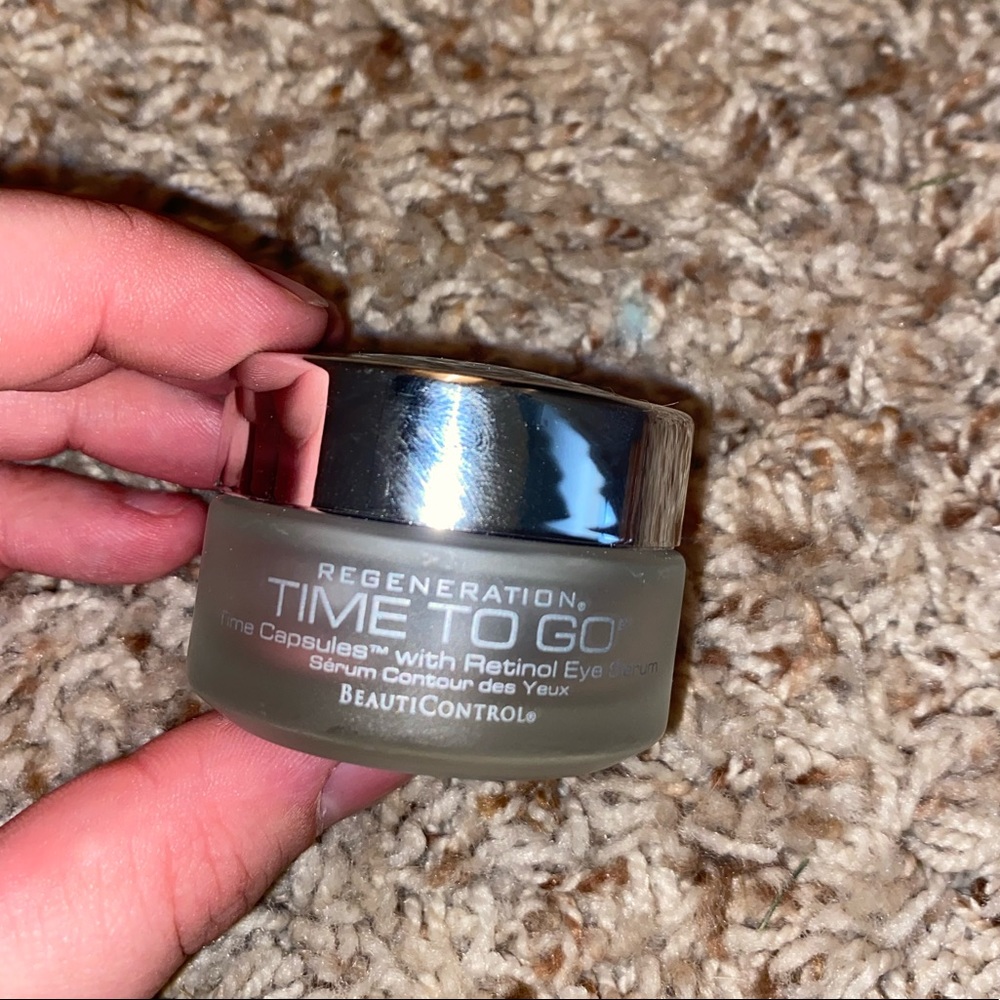 REGENERATION®
TIME TO GO
Time Capsules™ with Retinol Eye Serum
Sérum Contour des Yeux
BEAUTICONTROL®